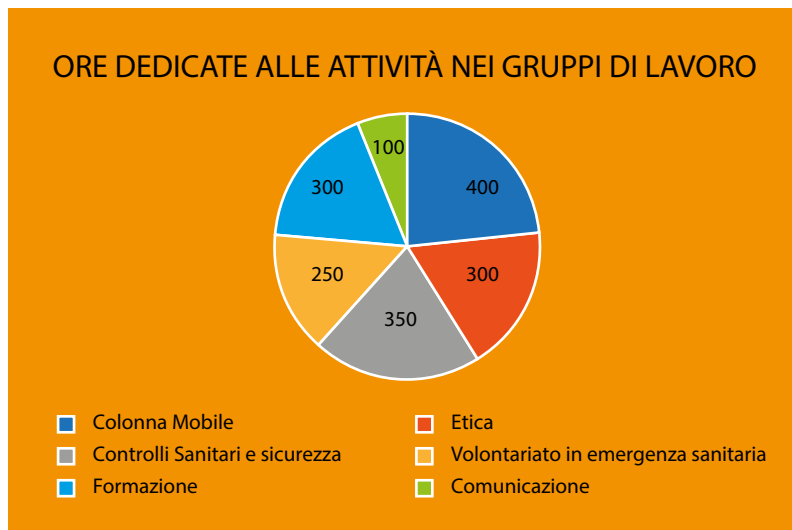 ORE DEDICATE ALLE ATTIVITÀ NEI GRUPPI DI LAVORO
100
300
400
250
300
350
Colonna Mobile
Etica
Controlli Sanitari e sicurezza
Volontariato in emergenza sanitaria
Formazione
Comunicazione